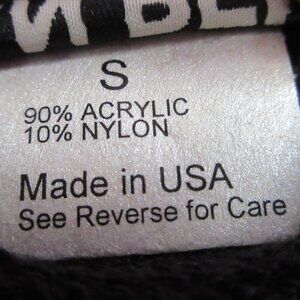 S
90% ACRYLIC
10% NYLON
Made in USA
See Reverse for Care